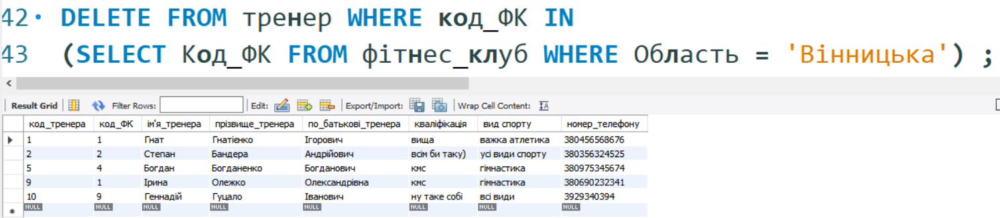 42 DELETE FROM тренер WHERE код_ФК IN
43 (SELECT Код_ФК FROM фітнес_клуб WHERE Область = 'Вінницька') ;
Result Grid Filter Rows: Edit: Export/Import: Wrap Cell Content: IA
код_тренера код_ФК ім'я_тренера прізвище_тренера по_батькові_тренера кваліфікація вид спорту номер_телефону
1 1 Гнат Гнатієнко Ігорович вища важка атлетика 380456568676
2 2 Степан Бандера Андрійович всім би таку) усі види спорту 380356324525
5 4 Богдан Богданенко Богданович кмс гімнастика 380975345674
9 1 Ірина Олежко Олександрівна кмс гімнастика 380690232341
10 9 Геннадій Гуцало Іванович ну таке собі всі види 3929340394
NULL NULL NULL NULL NULL NULL NULL NULL